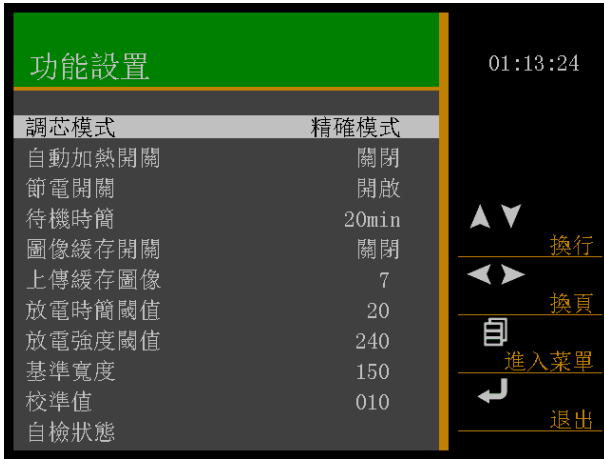 功能設置
01:13:24
調芯模式 精確模式
自動加熱開關 關閉
節電開關 開啟
待機時簡 20min
圖像緩存開關 關閉
上傳緩存圖像 7
放電時簡閾值 20
放電強度閾值 240
基準寬度 150
校準值 010
自檢狀態
換行
換頁
進入菜單
退出